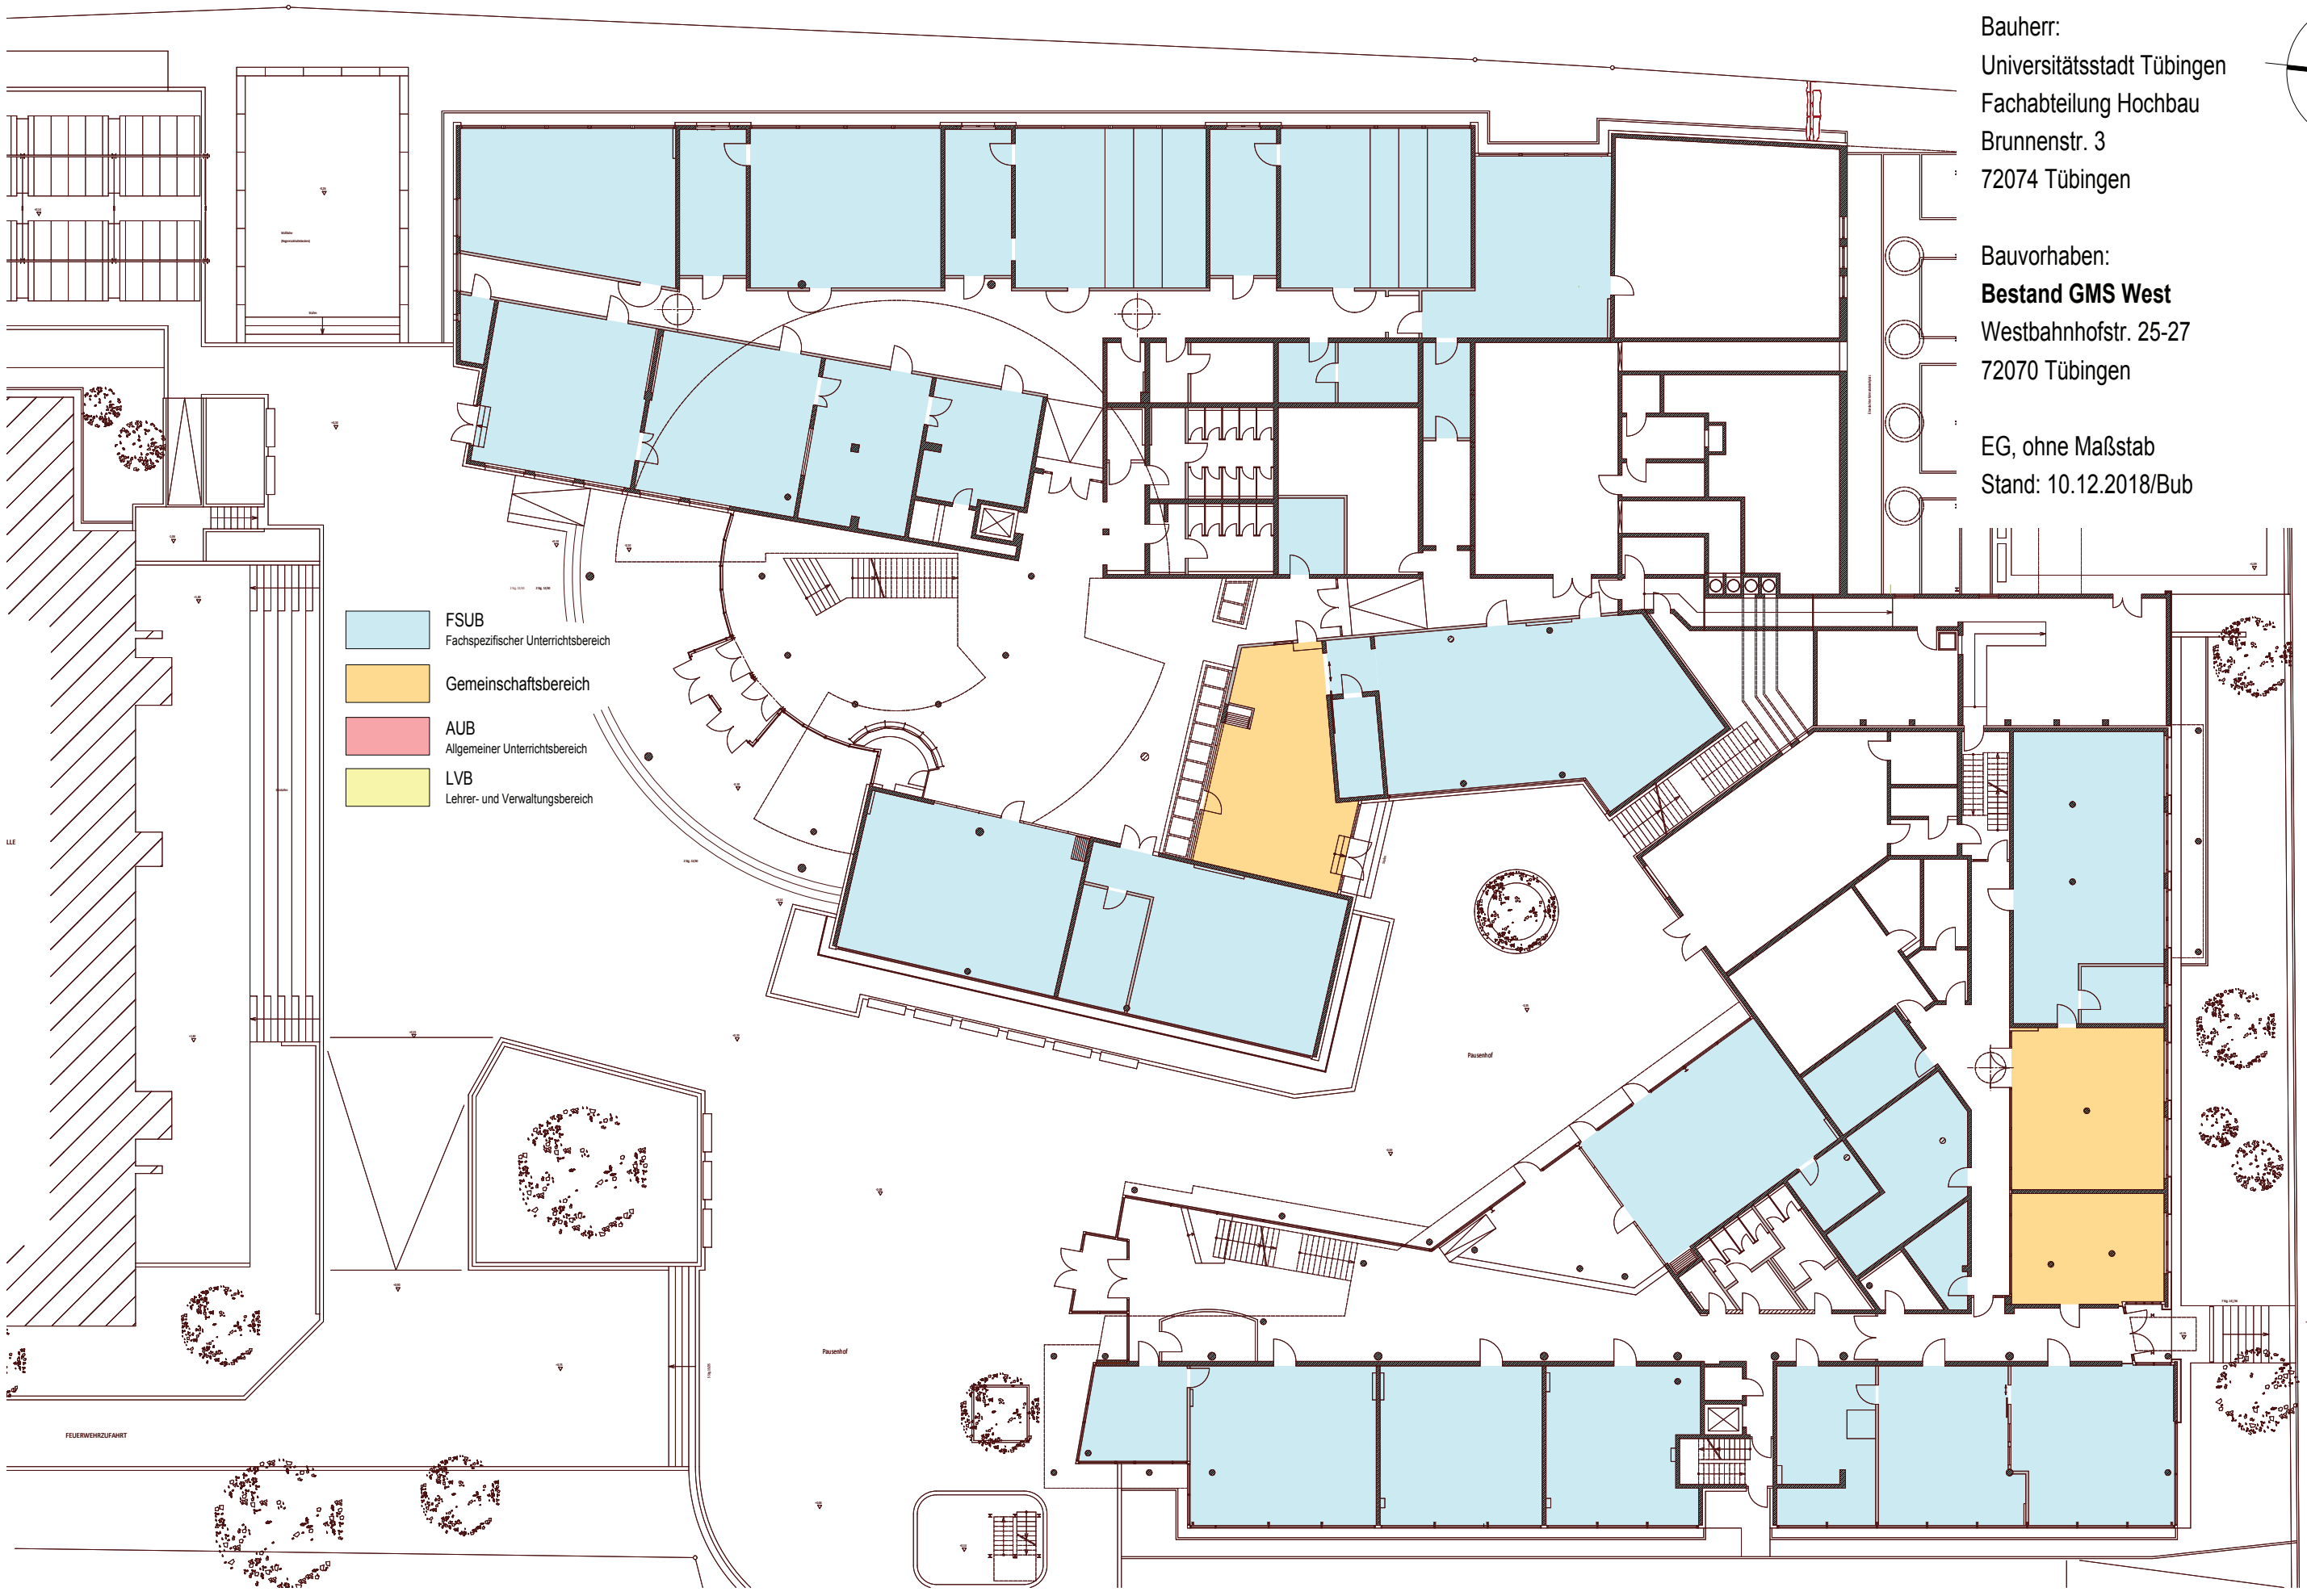 Bauherr:
Universitätsstadt Tübingen
Fachabteilung Hochbau
Brunnenstr. 3
72074 Tübingen
Bauvorhaben:
Bestand GMS West
Westbahnhofstr. 25-27
72070 Tübingen
EG, ohne Maßstab
Stand: 10.12.2018/Bub
FSUB
Fachspezifischer Unterrichtsbereich
Gemeinschaftsbereich
AUB
Allgemeiner Unterrichtsbereich
LVB
Lehrer- und Verwaltungsbereich
LLE
Pausenhof
Pausenhof
FEUERWEHRZUFAHRT